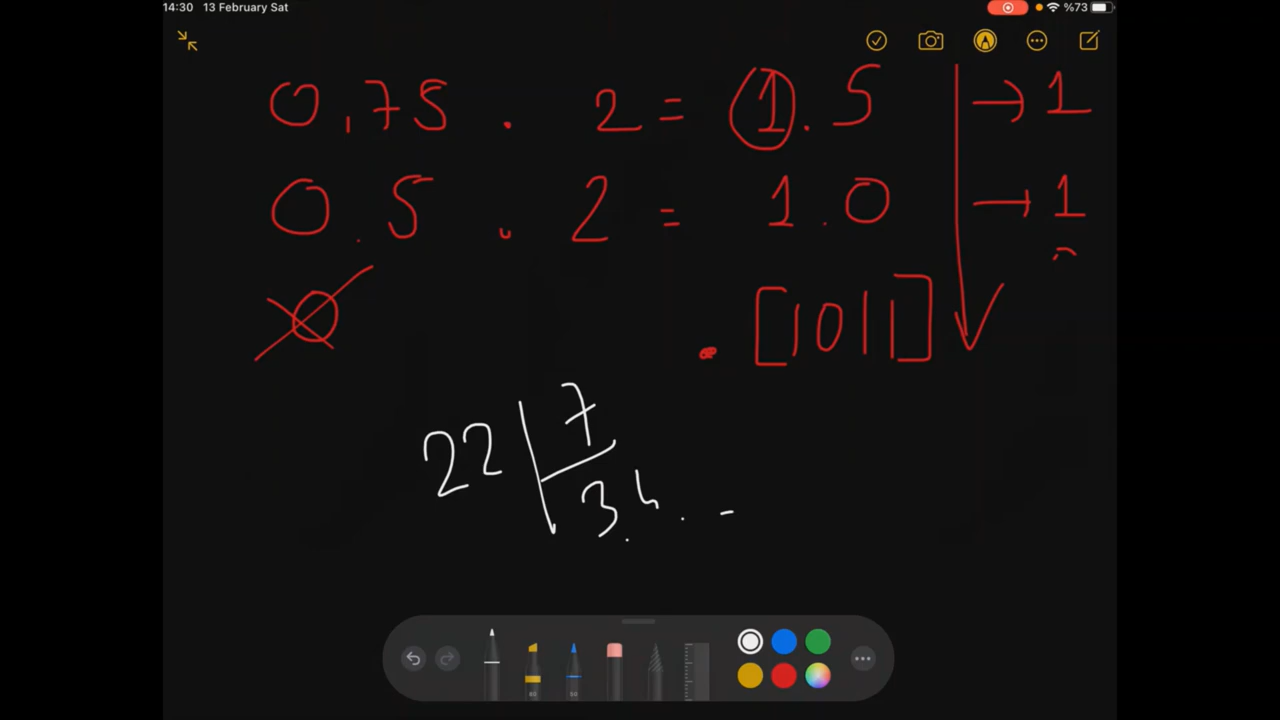 14:30 13 February Sat %73
0,75 . 2 = 1.5 → 1
0.5 . 2 = 1.0 → 1
0 . [1011]
22 7
3.4. -